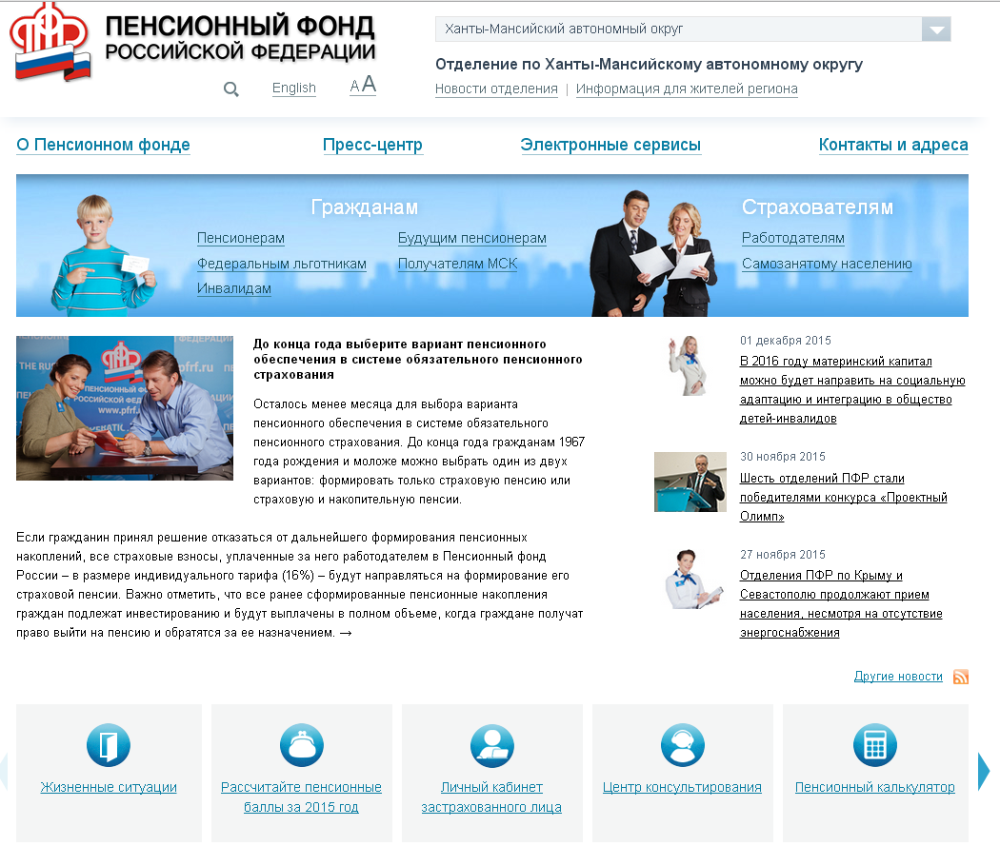 ПЕНСИОННЫЙ ФОНД
РОССИЙСКОЙ ФЕДЕРАЦИИ
English
A A
Ханты-Мансийский автономный округ
Отделение по Ханты-Мансийскому автономному округу
Новости отделения | Информация для жителей региона
О Пенсионном фонде
Пресс-центр
Электронные сервисы
Контакты и адреса
Гражданам
Пенсионерам
Будущим пенсионерам
Федеральным льготникам
Получателям МСК
Инвалидам
Страхователям
Работодателям
Самозанятому населению
ПЕНСИОННЫЙ ФОНД
РОССИЙСКОЙ ФЕДЕРАЦИИ
www.pfrf.ru
До конца года выберите вариант пенсионного
обеспечения в системе обязательного пенсионного
страхования
Осталось менее месяца для выбора варианта
пенсионного обеспечения в системе обязательного
пенсионного страхования. До конца года гражданам 1967
года рождения и моложе можно выбрать один из двух
вариантов: формировать только страховую пенсию или
страховую и накопительную пенсии.
Если гражданин принял решение отказаться от дальнейшего формирования пенсионных
накоплений, все страховые взносы, уплаченные за него работодателем в Пенсионный фонд
России – в размере индивидуального тарифа (16%) – будут направляться на формирование его
страховой пенсии. Важно отметить, что все ранее сформированные пенсионные накопления
граждан подлежат инвестированию и будут выплачены в полном объеме, когда граждане получат
право выйти на пенсию и обратятся за ее назначением. →
01 декабря 2015
В 2016 году материнский капитал
можно будет направить на социальную
адаптацию и интеграцию в общество
детей-инвалидов
30 ноября 2015
Шесть отделений ПФР стали
победителями конкурса «Проектный
Олимп»
27 ноября 2015
Отделения ПФР по Крыму и
Севастополю продолжают прием
населения, несмотря на отсутствие
энергоснабжения
Другие новости
Жизненные ситуации
Рассчитайте пенсионные
баллы за 2015 год
Личный кабинет
застрахованного лица
Центр консультирования
Пенсионный калькулятор